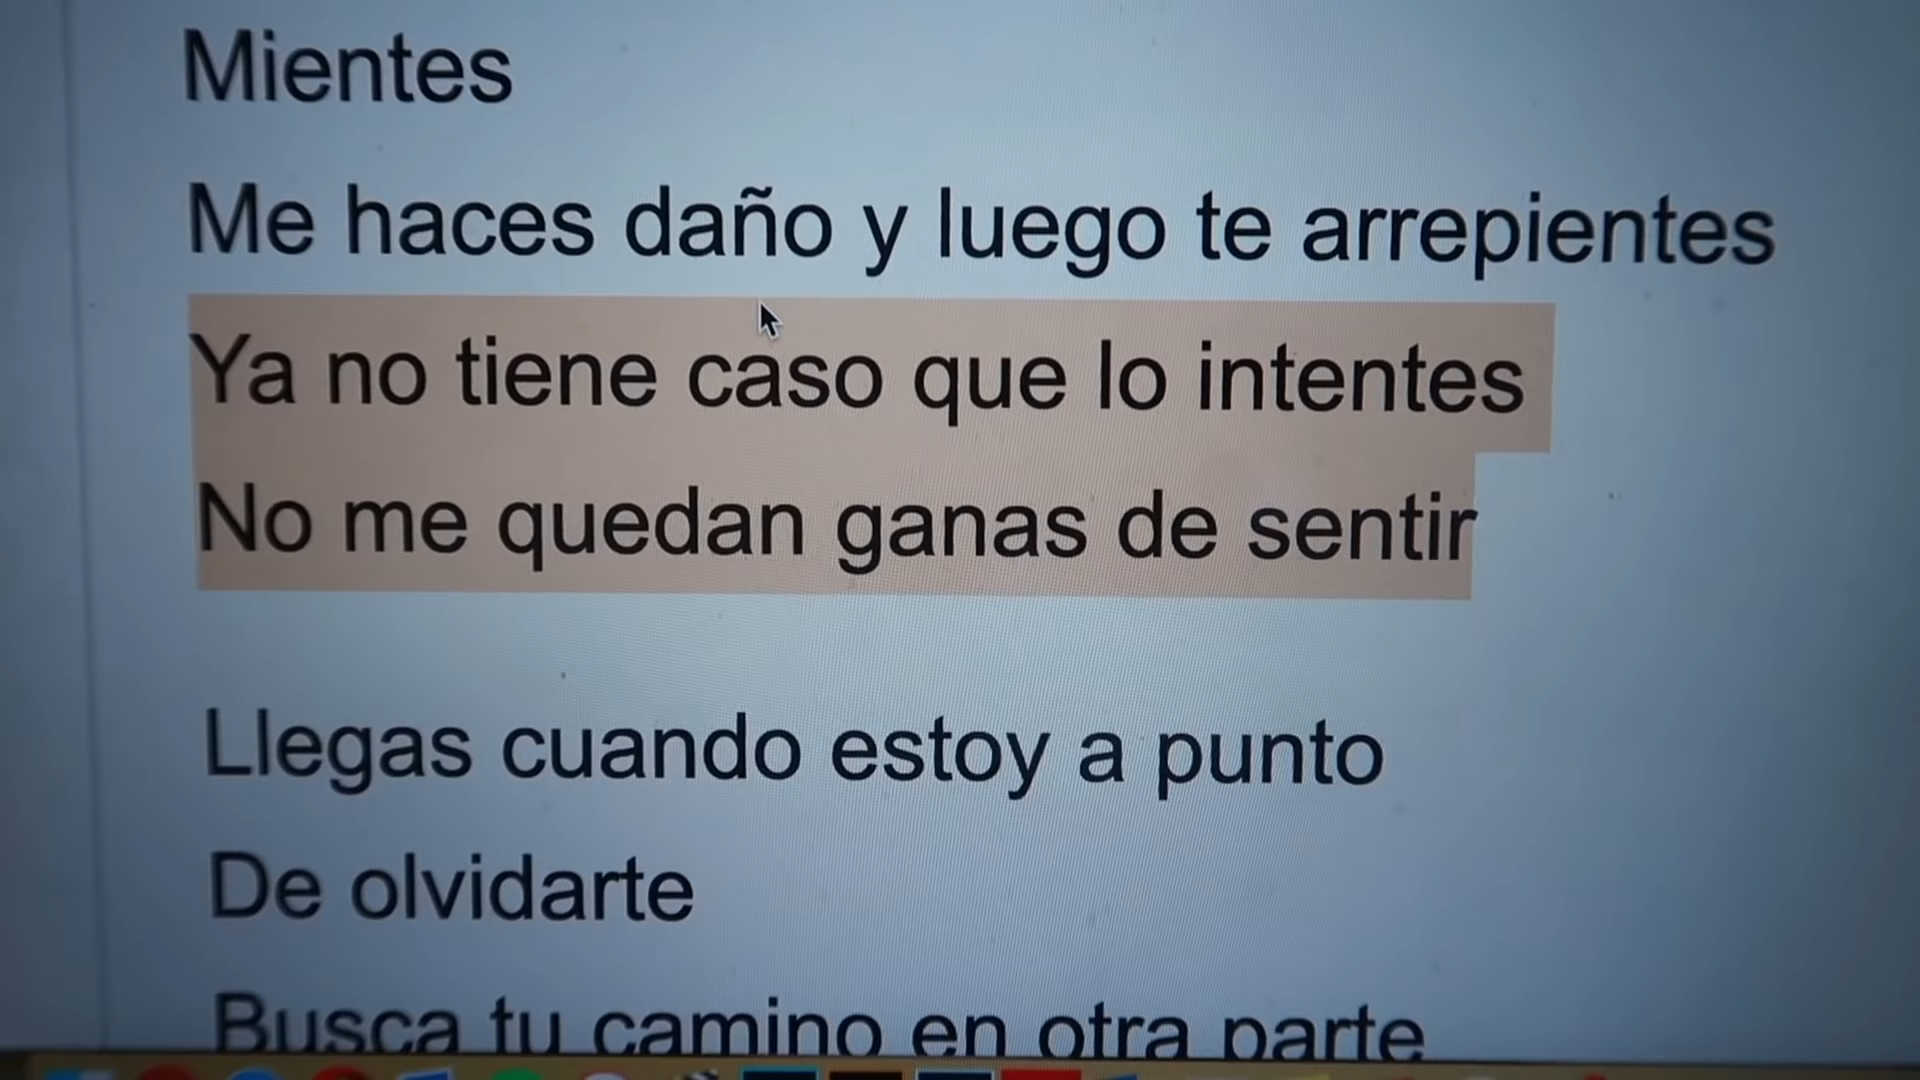 Mientes
Me haces daño y luego te arrepientes
Ya no tiene caso que lo intentes
No me quedan ganas de sentir
Llegas cuando estoy a punto
De olvidarte
Busca tu camino en otra parte